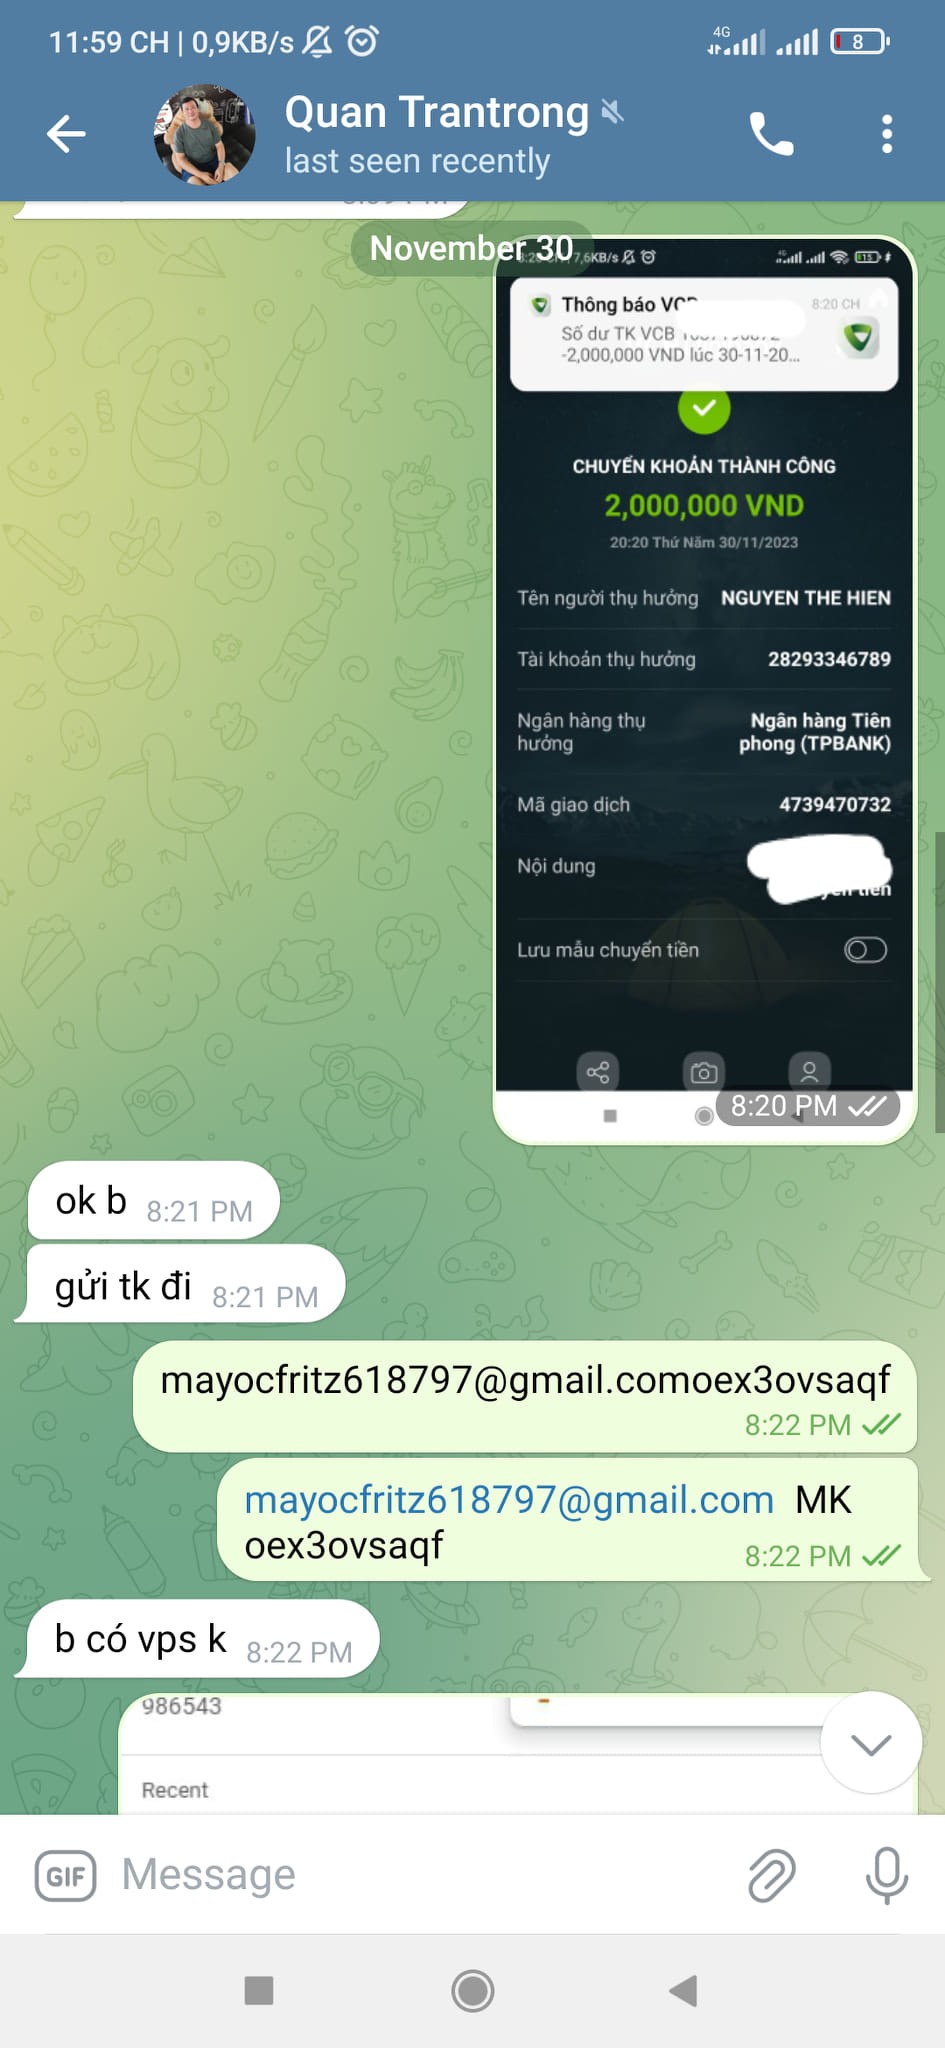 11:59 CH | 0,9KB/s
4G
8
Quan Trantrong
last seen recently
November 30
7,6KB/s
15
Thông báo
8:20 CH
Số dư TK VCB
-2,000,000 VND lúc 30-11-20...
CHUYỂN KHOẢN THÀNH CÔNG
2,000,000 VND
20:20 Thứ Năm 30/11/2023
Tên người thụ hưởng NGUYEN THE HIEN
Tài khoản thụ hưởng 28293346789
Ngân hàng thụ hưởng Ngân hàng Tiên
phong (TPBANK)
Mã giao dịch 4739470732
Nội dung
tien
Lưu mẫu chuyển tiền
8:20 PM
ok b 8:21 PM
gửi tk đi 8:21 PM
mayocfritz618797@gmail.comoex3ovsaqf
8:22 PM
mayocfritz618797@gmail.com MK
oex3ovsaqf 8:22 PM
b có vps k 8:22 PM
986543
Recent
GIF Message